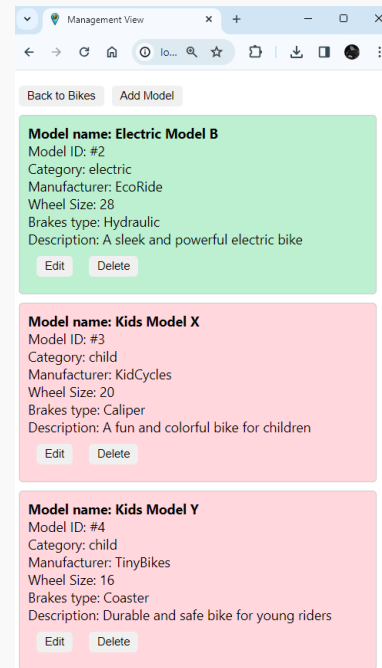 Management View
lo...
Back to Bikes Add Model
Model name: Electric Model B
Model ID: #2
Category: electric
Manufacturer: EcoRide
Wheel Size: 28
Brakes type: Hydraulic
Description: A sleek and powerful electric bike
Edit Delete
Model name: Kids Model X
Model ID: #3
Category: child
Manufacturer: KidCycles
Wheel Size: 20
Brakes type: Caliper
Description: A fun and colorful bike for children
Edit Delete
Model name: Kids Model Y
Model ID: #4
Category: child
Manufacturer: TinyBikes
Wheel Size: 16
Brakes type: Coaster
Description: Durable and safe bike for young riders
Edit Delete